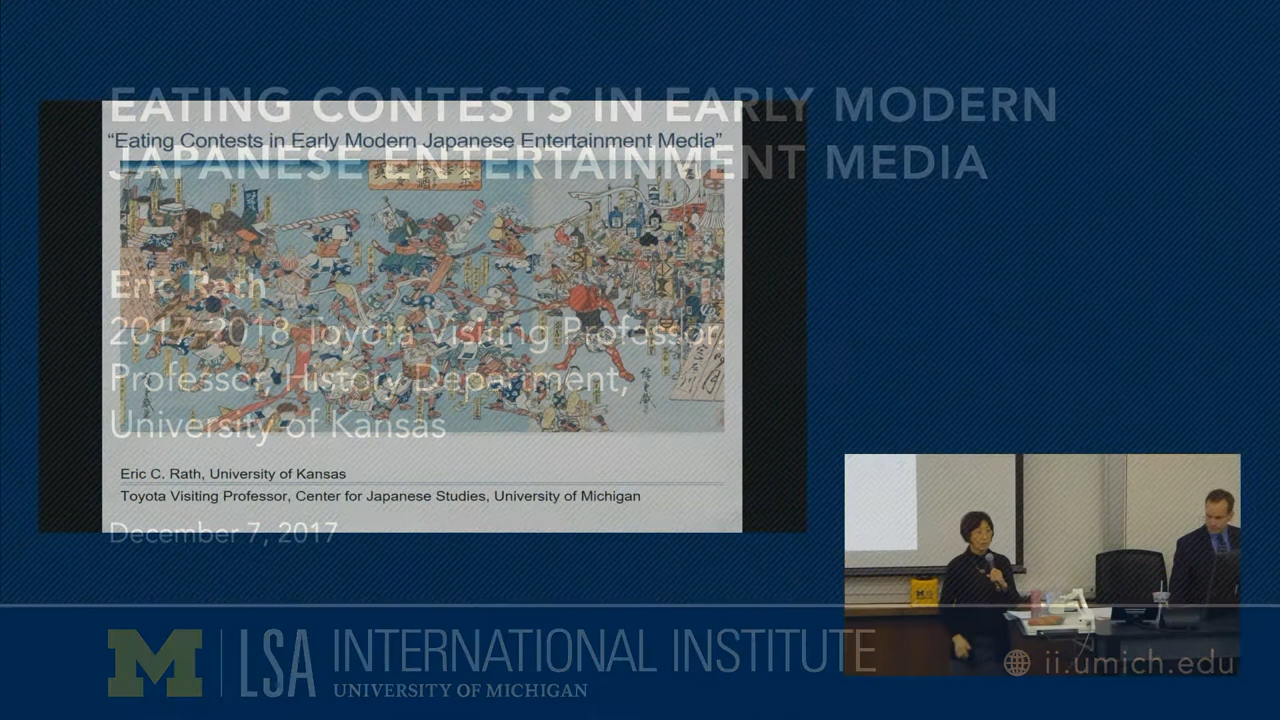 EATING CONTESTS IN EARLY MODERN
JAPANESE ENTERTAINMENT MEDIA
“Eating Contests in Early Modern Japanese Entertainment Media”
Eric Rath
2017-2018 Toyota Visiting Professor,
Professor, History Department,
University of Kansas
Eric C. Rath, University of Kansas
Toyota Visiting Professor, Center for Japanese Studies, University of Michigan
December 7, 2017
M LSA INTERNATIONAL INSTITUTE
UNIVERSITY OF MICHIGAN
ii.umich.edu